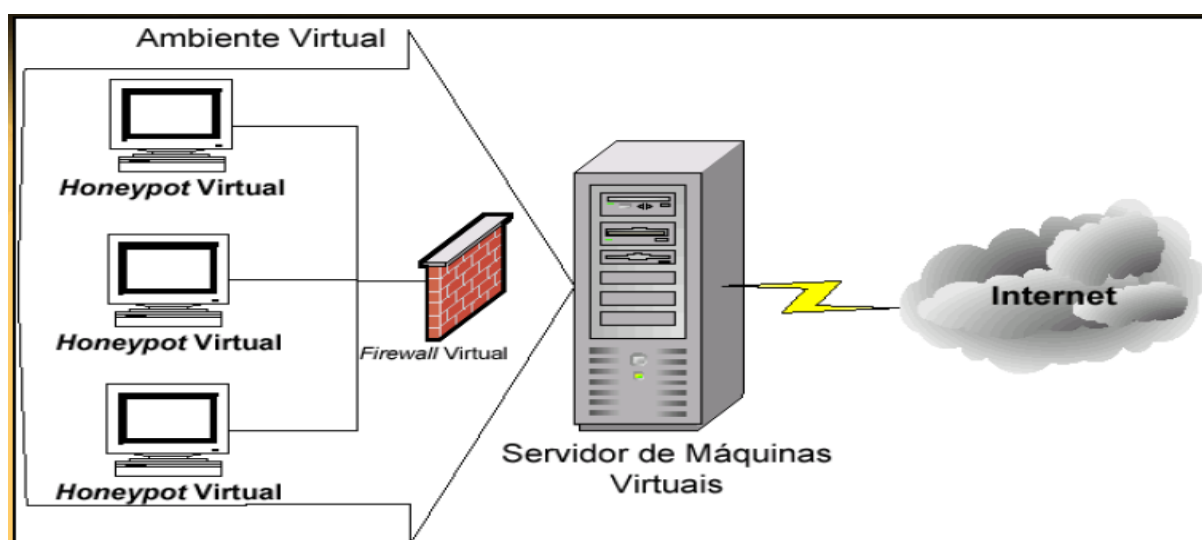 Ambiente Virtual
Honeypot Virtual
Honeypot Virtual
Firewall Virtual
Honeypot Virtual
Servidor de Máquinas
Virtuais
Internet